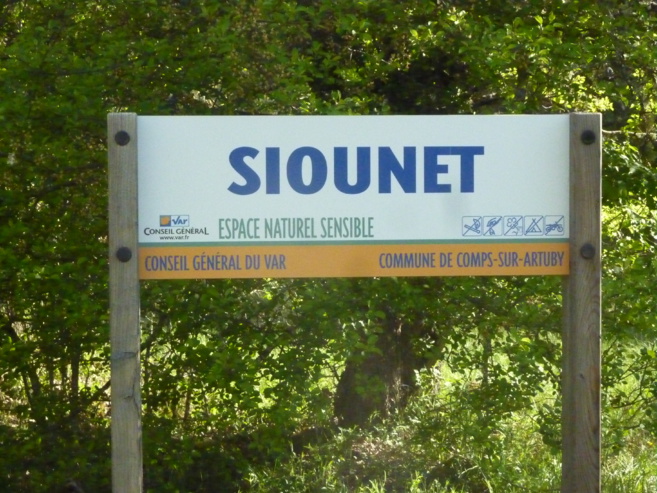 SIOUNET
VAR
CONSEIL GÉNÉRAL
www.var.fr
ESPACE NATUREL SENSIBLE
CONSEIL GÉNÉRAL DU VAR
COMMUNE DE COMPS-SUR-ARTUBY